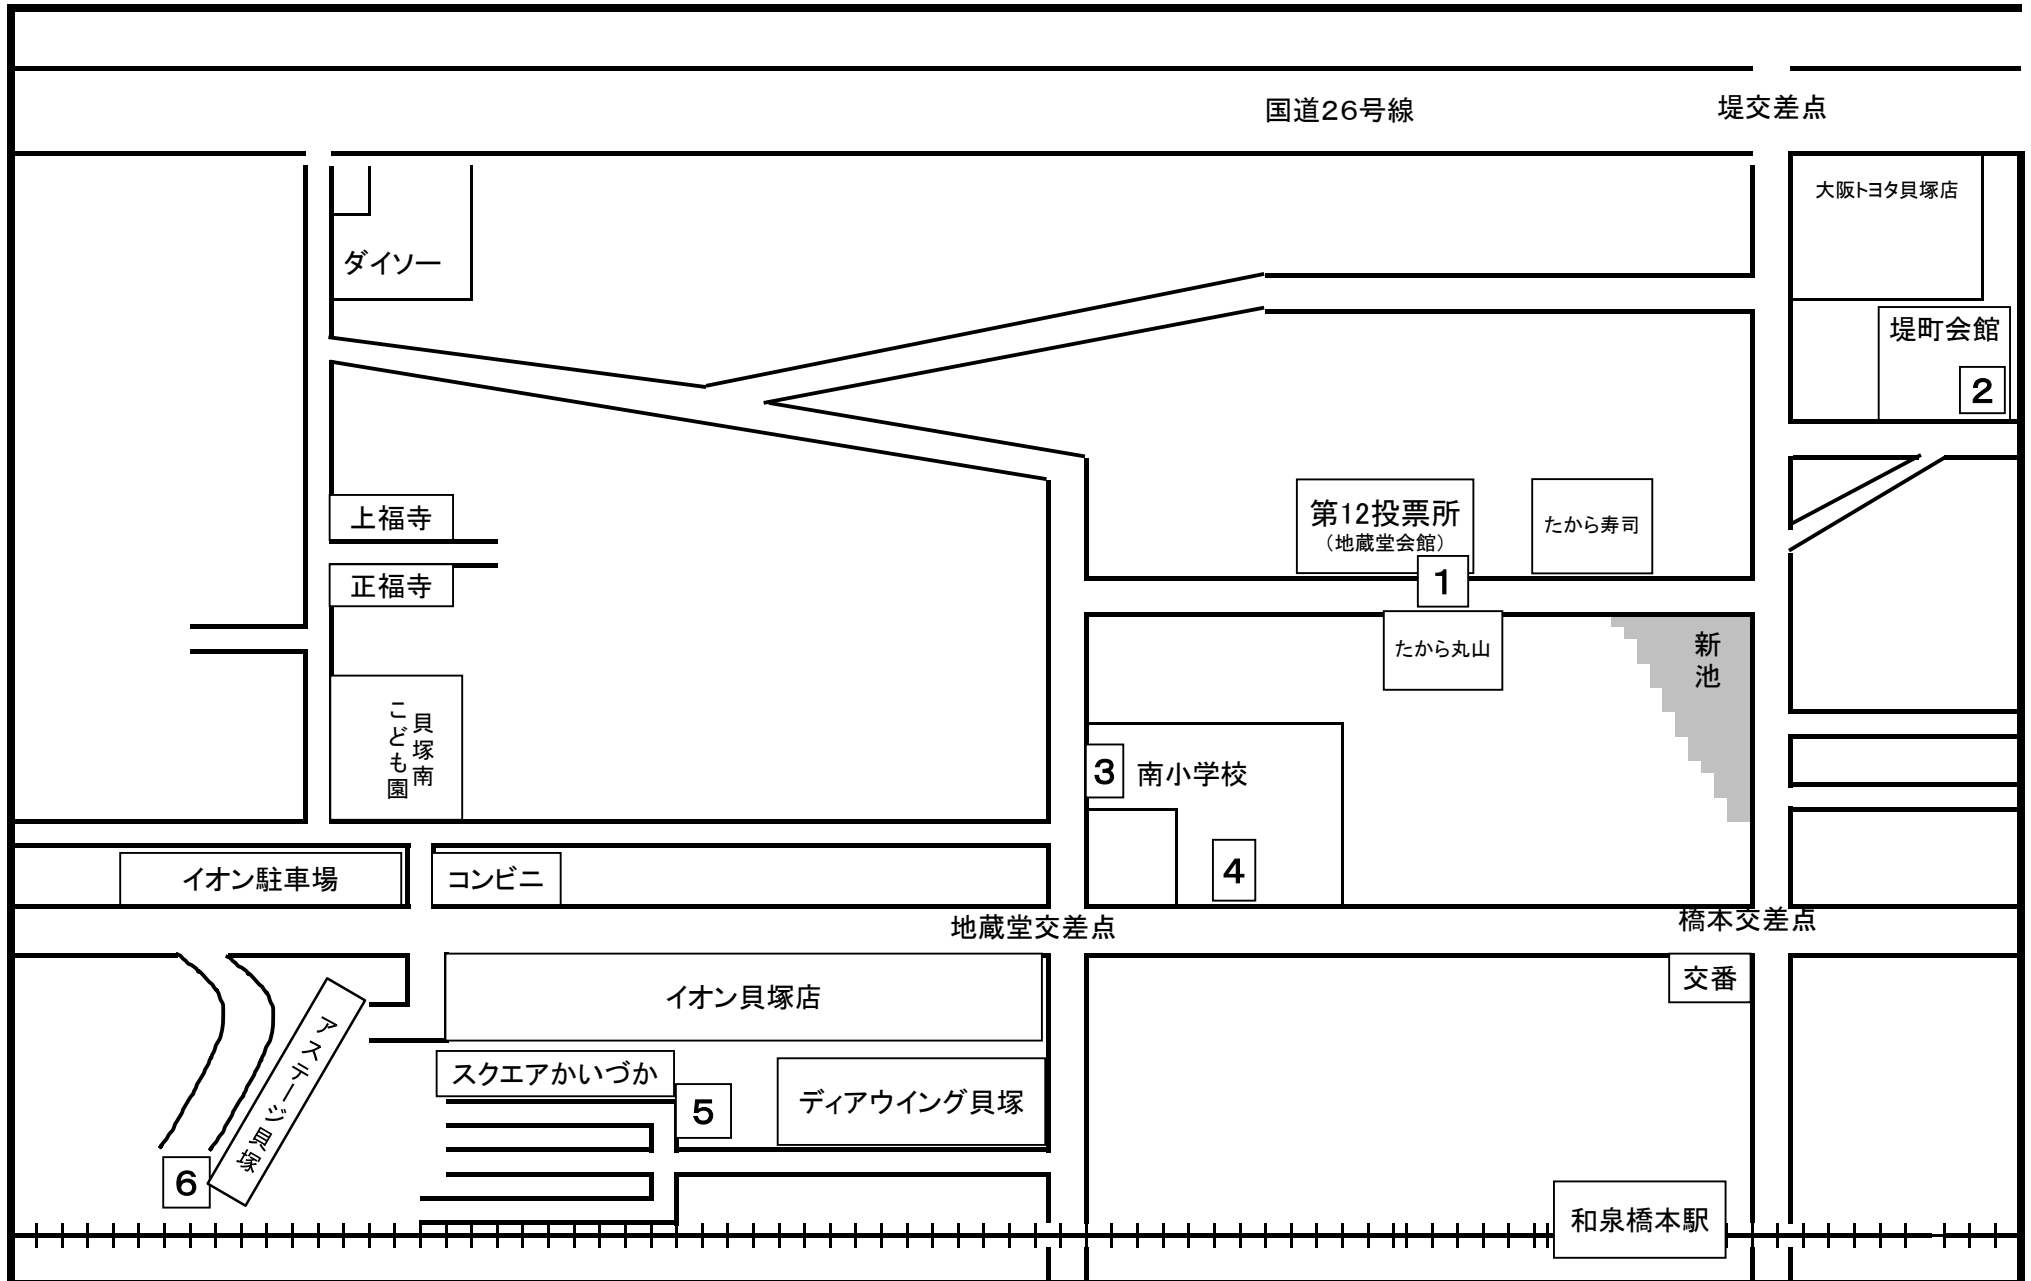 国道26号線
堤交差点
大阪トヨタ貝塚店
ダイソー
堤町会館
2
上福寺
第12投票所
（地蔵堂会館）
たから寿司
1
正福寺
たから丸山
新池
貝塚南
こども園
3
南小学校
4
イオン駐車場
コンビニ
地蔵堂交差点
橋本交差点
交番
イオン貝塚店
アステージ貝塚
スクエアかいづか
5
ディアウイング貝塚
6
和泉橋本駅